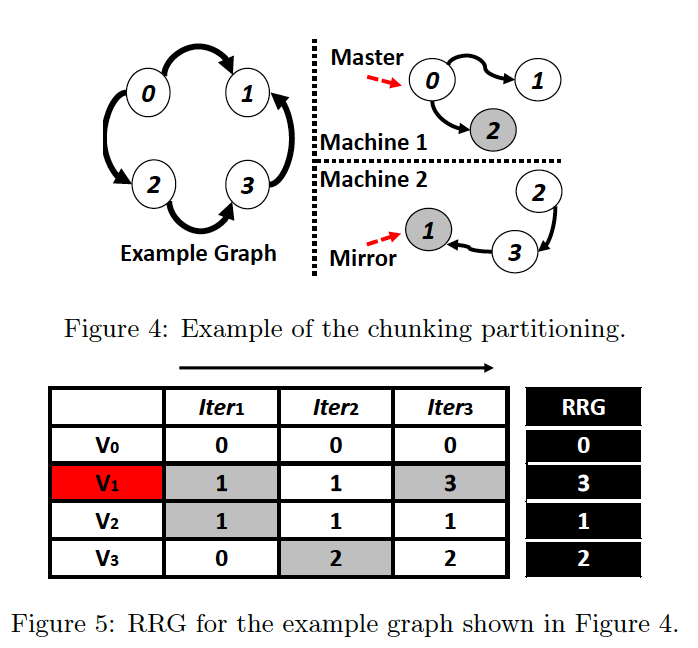 0
1
2
3
Example Graph
Master
0
1
2
Machine 1
Machine 2
2
1
3
Mirror
Figure 4: Example of the chunking partitioning.
Iter1 Iter2 Iter3 RRG
V0 0 0 0 0
V1 1 1 3 3
V2 1 1 1 1
V3 0 2 2 2
Figure 5: RRG for the example graph shown in Figure 4.